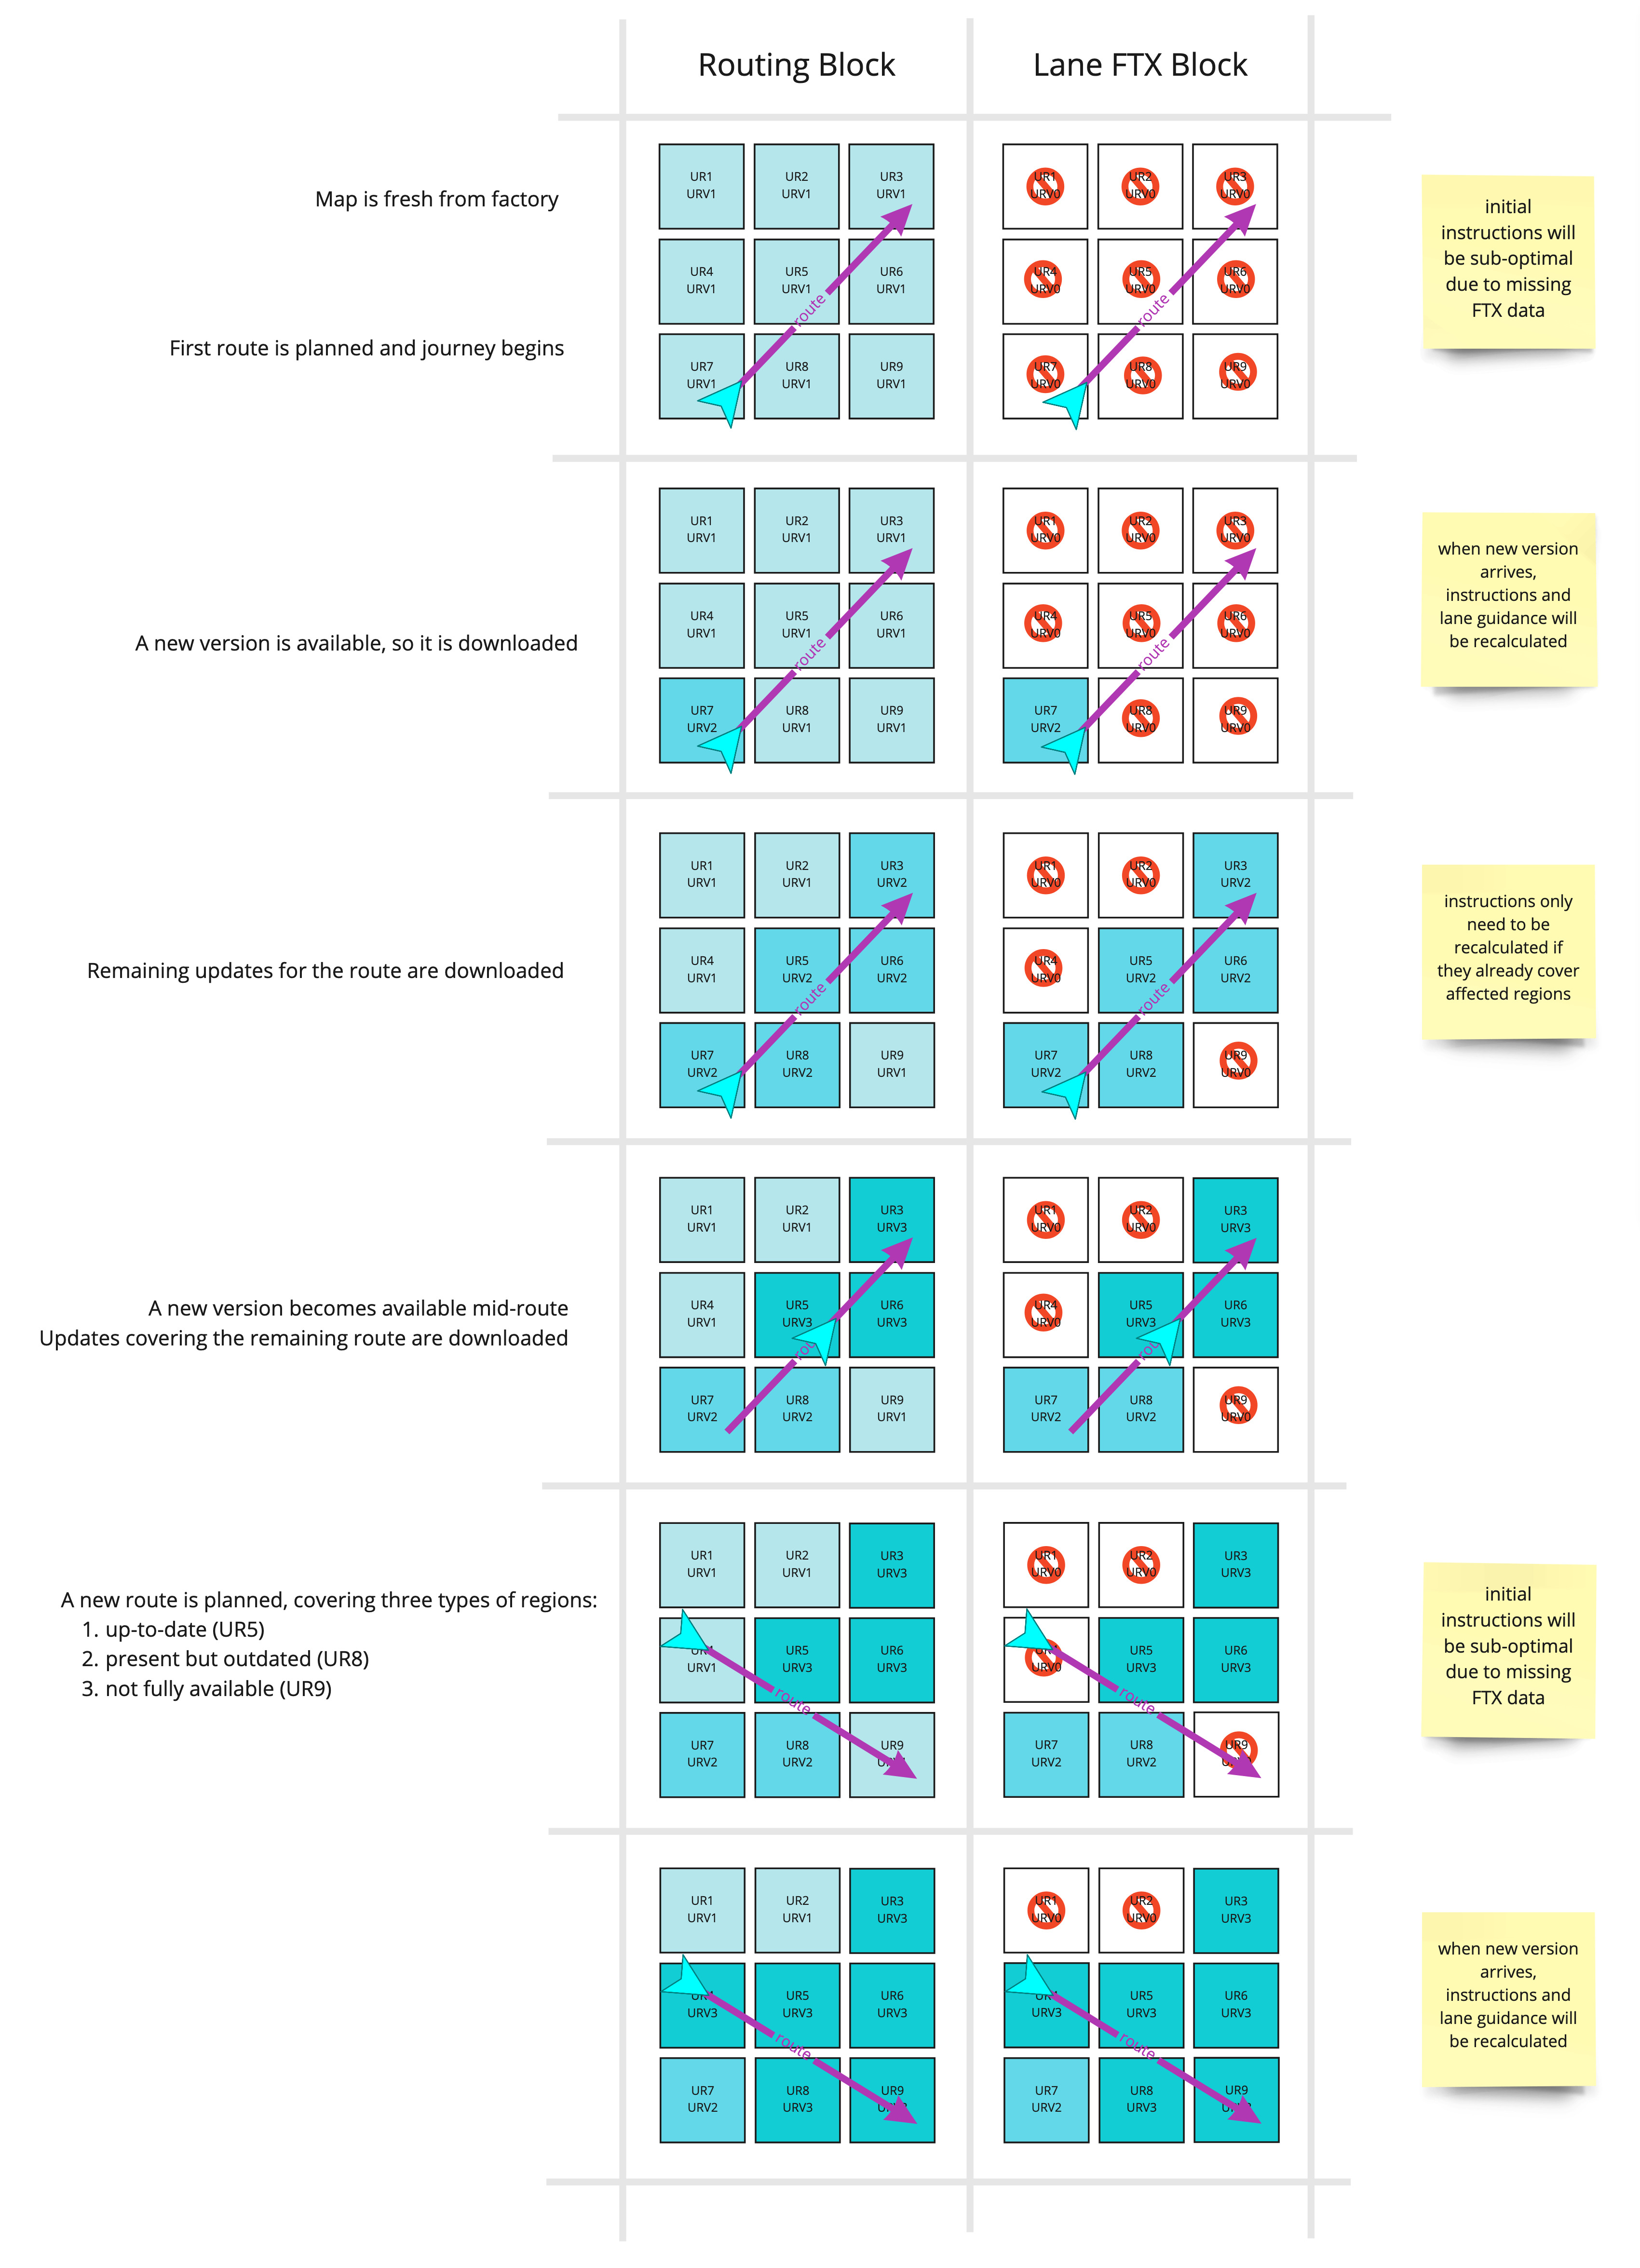 Routing Block
Lane FTX Block
Map is fresh from factory
First route is planned and journey begins
UR1
URV1
UR2
URV1
UR3
URV1
UR4
URV1
UR5
URV1
UR6
URV1
UR7
URV1
UR8
URV1
UR9
URV1
route
UR1
URV0
UR2
URV0
UR3
URV0
UR4
URV0
UR5
URV0
UR6
URV0
UR7
URV0
UR8
URV0
UR9
URV0
route
initial
instructions will
be sub-optimal
due to missing
FTX data
A new version is available, so it is downloaded
UR1
URV1
UR2
URV1
UR3
URV1
UR4
URV1
UR5
URV1
UR6
URV1
UR7
URV2
UR8
URV1
UR9
URV1
route
UR1
URV0
UR2
URV0
UR3
URV0
UR4
URV0
UR5
URV0
UR6
URV0
UR7
URV2
UR8
URV0
UR9
URV0
route
when new version
arrives,
instructions and
lane guidance will
be recalculated
Remaining updates for the route are downloaded
UR1
URV1
UR2
URV1
UR3
URV2
UR4
URV1
UR5
URV2
UR6
URV2
UR7
URV2
UR8
URV2
UR9
URV1
route
UR1
URV0
UR2
URV0
UR3
URV2
UR4
URV0
UR5
URV2
UR6
URV2
UR7
URV2
UR8
URV2
UR9
URV0
route
instructions only
need to be
recalculated if
they already cover
affected regions
A new version becomes available mid-route
Updates covering the remaining route are downloaded
UR1
URV1
UR2
URV1
UR3
URV3
UR4
URV1
UR5
URV3
UR6
URV3
UR7
URV2
UR8
URV2
UR9
URV1
UR1
URV0
UR2
URV0
UR3
URV3
UR4
URV0
UR5
URV3
UR6
URV3
UR7
URV2
UR8
URV2
UR9
URV0
A new route is planned, covering three types of regions:
1. up-to-date (UR5)
2. present but outdated (UR8)
3. not fully available (UR9)
UR1
URV1
UR2
URV1
UR3
URV3
URV1
UR5
URV3
UR6
URV3
UR7
URV2
UR8
URV2
UR9
route
UR1
URV0
UR2
URV0
UR3
URV3
URV0
UR5
URV3
UR6
URV3
UR7
URV2
UR8
URV2
UR9
route
initial
instructions will
be sub-optimal
due to missing
FTX data
UR1
URV1
UR2
URV1
UR3
URV3
URV3
UR5
URV3
UR6
URV3
UR7
URV2
UR8
URV3
UR9
route
UR1
URV0
UR2
URV0
UR3
URV3
URV3
UR5
URV3
UR6
URV3
UR7
URV2
UR8
URV3
UR9
route
when new version
arrives,
instructions and
lane guidance will
be recalculated